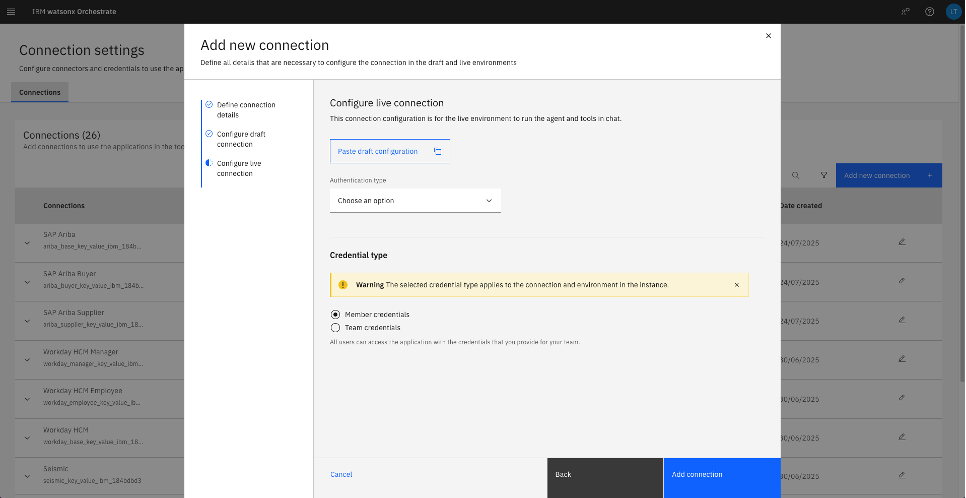 IBM watsonx Orchestrate
LT
Connection settings
Configure connectors and credentials to use the ap
Connections
Connections (26)
Add connections to use the applications in the too
Add new connection +
Connections
Date created
SAP Ariba
ariba_base_key_value_ibm_184b...
24/07/2025
SAP Ariba Buyer
ariba_buyer_key_value_ibm_184b...
24/07/2025
SAP Ariba Supplier
ariba_supplier_key_value_ibm_18...
24/07/2025
Workday HCM Manager
workday_manager_key_value_ibm...
30/06/2025
Workday HCM Employee
workday_employee_key_value_ib...
30/06/2025
Workday HCM
workday_base_key_value_ibm_18...
30/06/2025
Seismic
seismic_key_value_ibm_184bdbd3
30/06/2025
Add new connection
Define all details that are necessary to configure the connection in the draft and live environments
Define connection
details
Configure draft
connection
Configure live
connection
Configure live connection
This connection configuration is for the live environment to run the agent and tools in chat.
Paste draft configuration
Authentication type
Choose an option
Credential type
Warning The selected credential type applies to the connection and environment in the instance.
Member credentials
Team credentials
All users can access the application with the credentials that you provide for your team.
Cancel
Back
Add connection